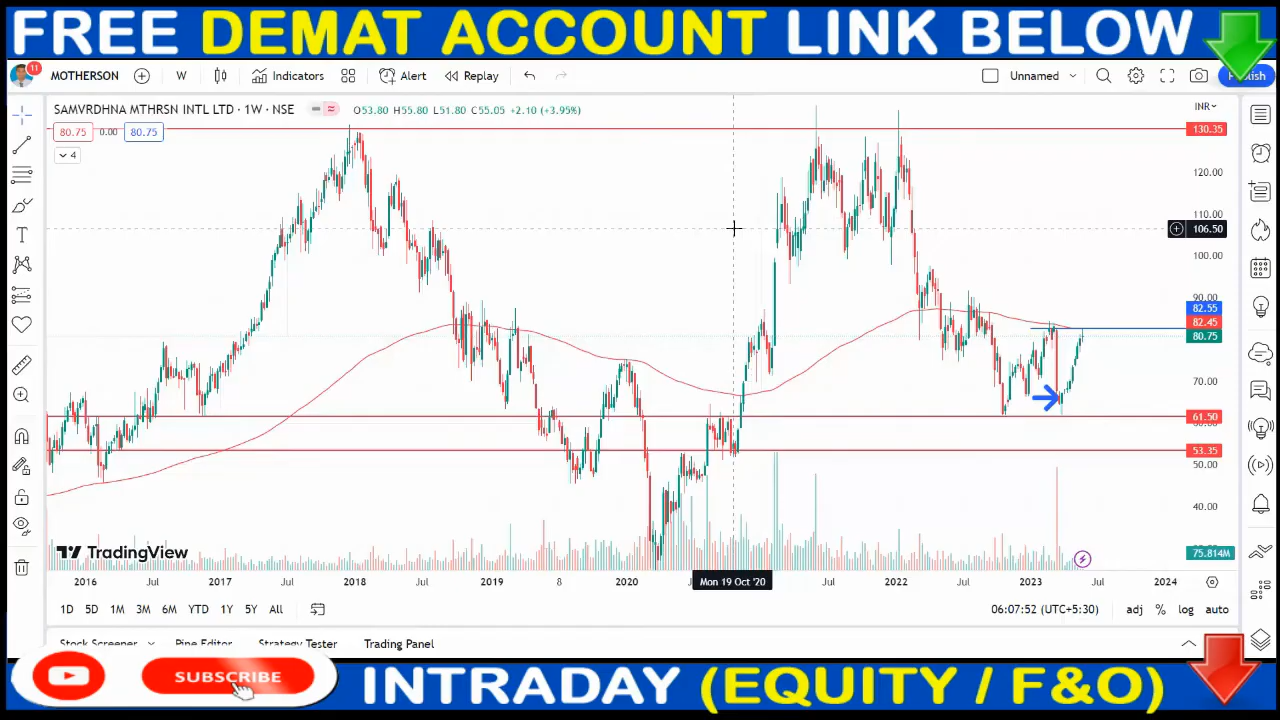 FREE DEMAT ACCOUNT LINK BELOW
11 MOTHERSON W Indicators Alert Replay Unnamed Publish
SAMVRDHNA MTHRSN INTL LTD · 1W · NSE O53.80 H55.80 L51.80 C55.05 +2.10 (+3.95%) INR
80.75 0.00 80.75
4
130.35
120.00
110.00
106.50
100.00
90.00
82.55
82.45
80.75
70.00
61.50
53.35
50.00
40.00
TradingView
75.814M
2016 Jul 2017 Jul 2018 Jul 2019 8 2020 Mon 19 Oct '20 Jul 2022 Jul 2023 Jul 2024
1D 5D 1M 3M 6M YTD 1Y 5Y All 06:07:52 (UTC+5:30) adj % log auto
Stock Screener Pine Editor Strategy Tester Trading Panel
SUBSCRIBE
INTRADAY (EQUITY / F&O)